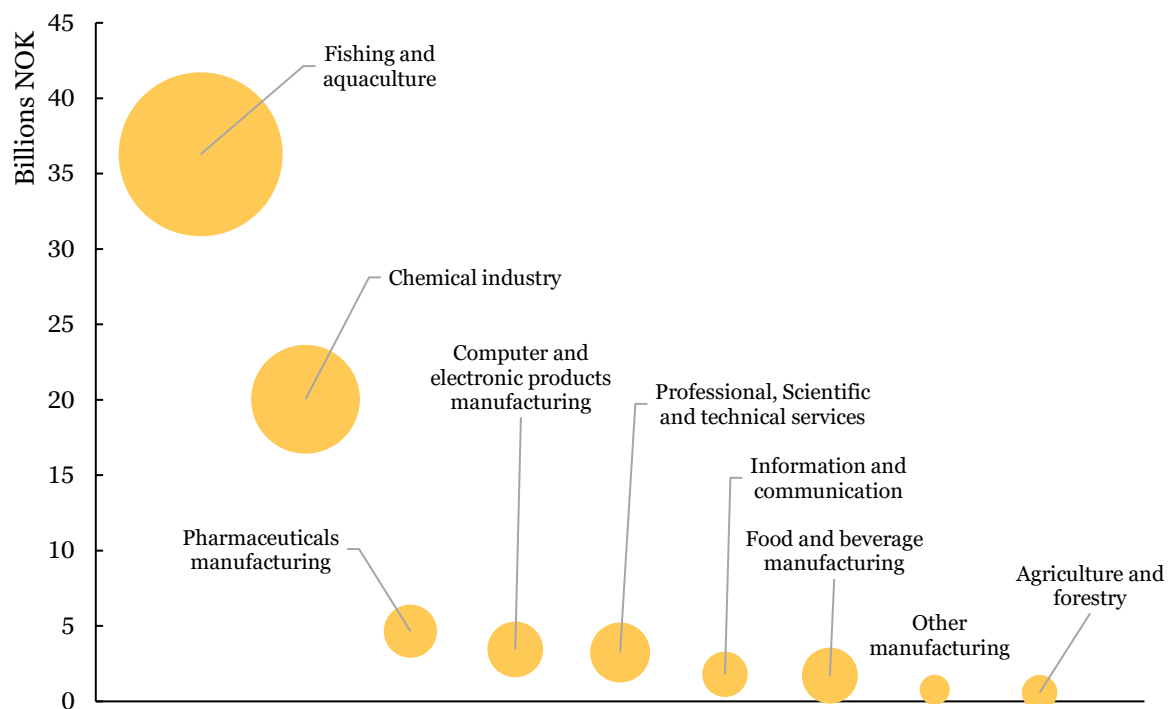 Billions NOK
45
40
35
30
25
20
15
10
5
0
Fishing and
aquaculture
Chemical industry
Computer and
electronic products
manufacturing
Professional, Scientific
and technical services
Information and
communication
Pharmaceuticals
manufacturing
Food and beverage
manufacturing
Agriculture and
forestry
Other
manufacturing